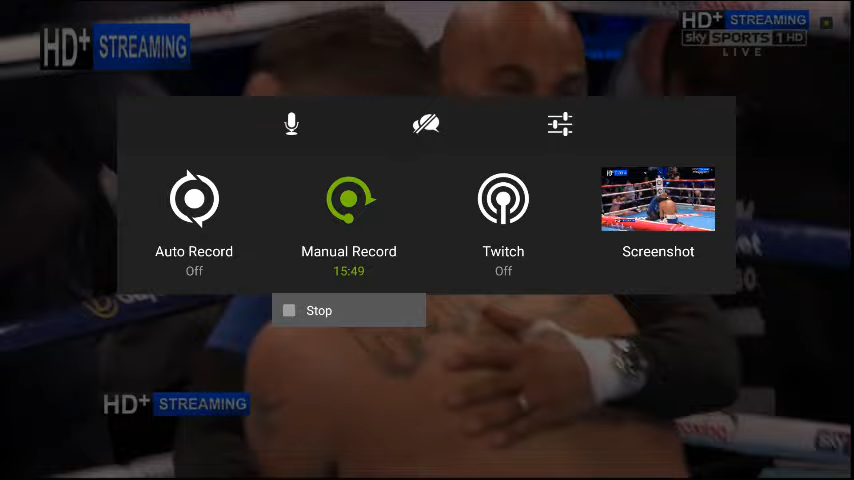 HD+ STREAMING
HD+ STREAMING
sky SPORTS 1 HD
LIVE
Auto Record
Off
Manual Record
15:49
Twitch
Off
Screenshot
Stop
HD+ STREAMING
sky